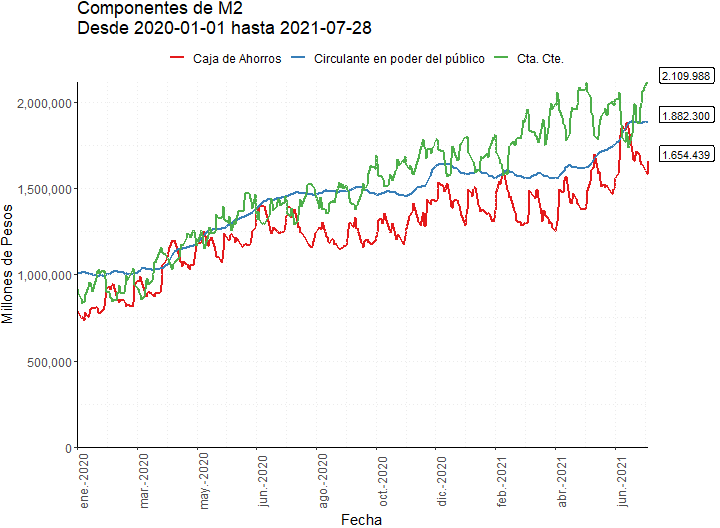 Componentes de M2
Desde 2020-01-01 hasta 2021-07-28
Caja de Ahorros Circulante en poder del público Cta. Cte.
2.109.988
1.882.300
1.654.439
Millones de Pesos
2,000,000
1,500,000
1,000,000
500,000
0
ene.-2020
mar.-2020
may.-2020
jun.-2020
ago.-2020
oct.-2020
dic.-2020
feb.-2021
abr.-2021
jun.-2021
Fecha